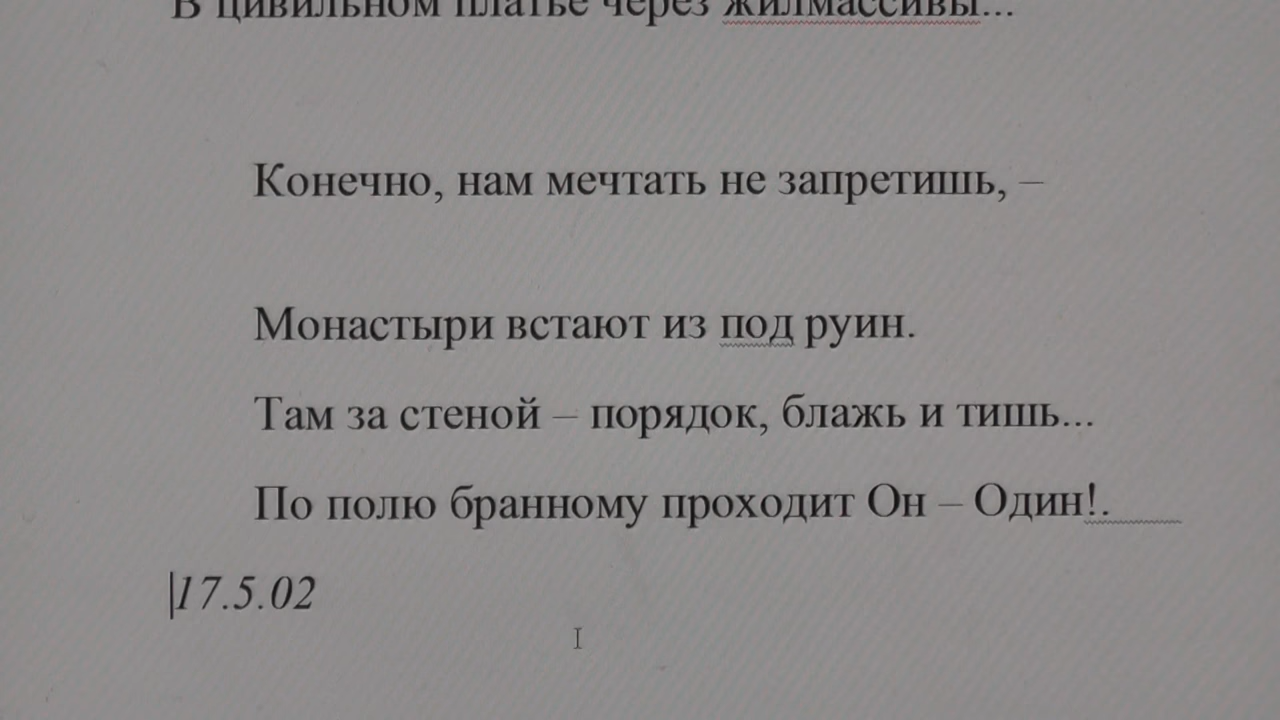 В цивильном платье через жилмассивы...
Конечно, нам мечтать не запретишь, –
Монастыри встают из под руин.
Там за стеной – порядок, блажь и тишь...
По полю бранному проходит Он – Один!.
17.5.02